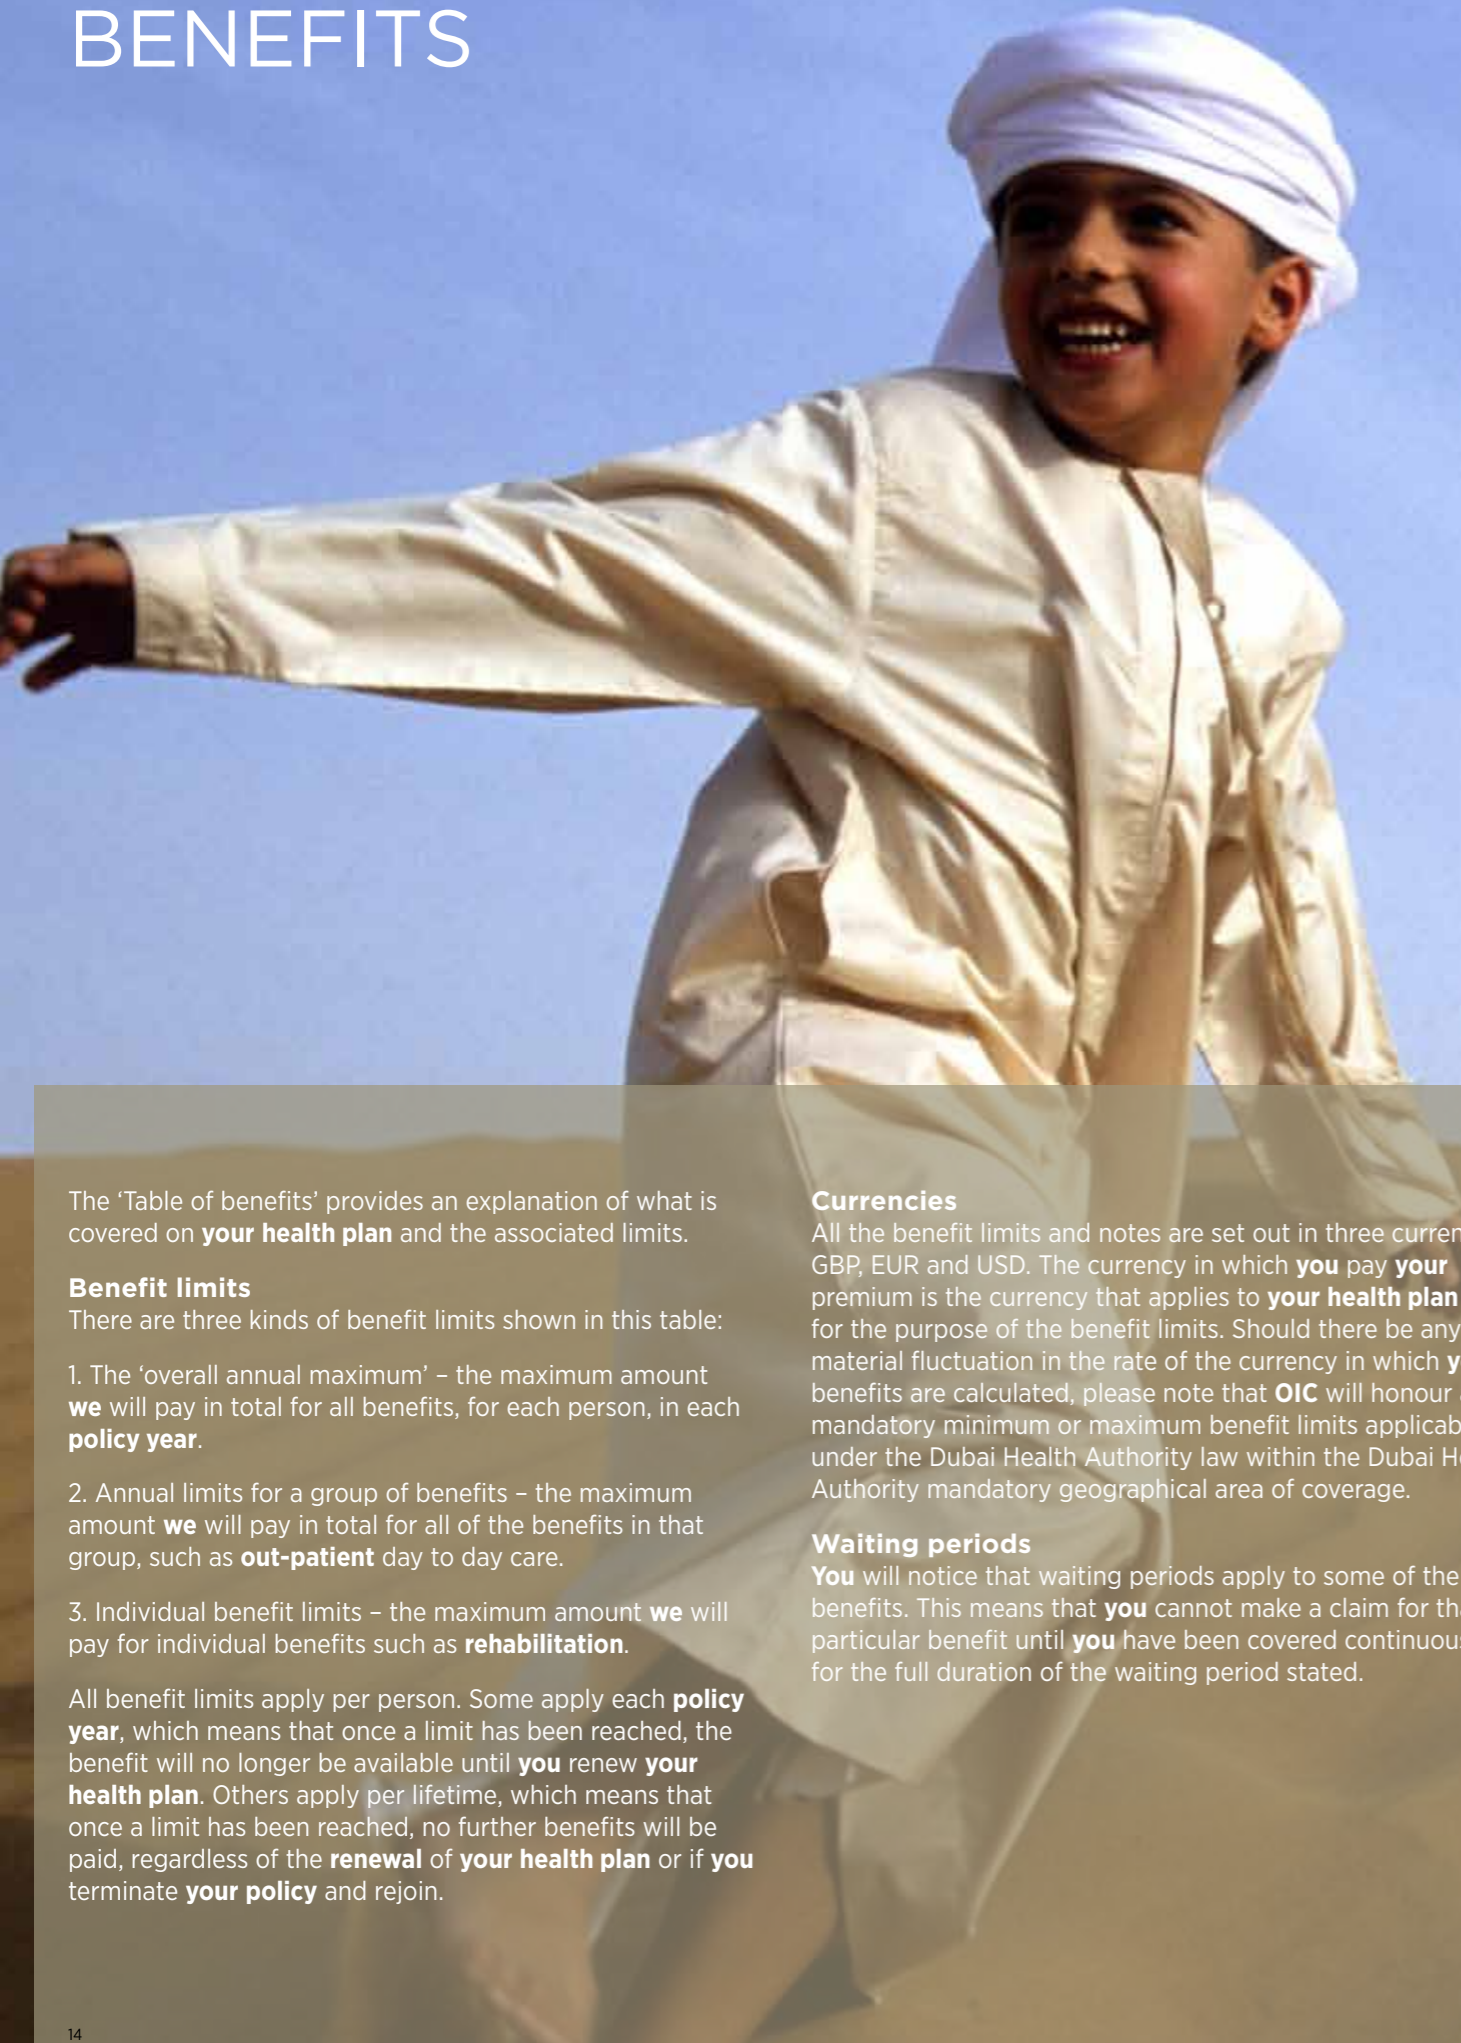 BENEFITS
The ‘Table of benefits’ provides an explanation of what is
covered on your health plan and the associated limits.
Benefit limits
There are three kinds of benefit limits shown in this table:
1. The ‘overall annual maximum’ – the maximum amount
we will pay in total for all benefits, for each person, in each
policy year.
2. Annual limits for a group of benefits – the maximum
amount we will pay in total for all of the benefits in that
group, such as out-patient day to day care.
3. Individual benefit limits – the maximum amount we will
pay for individual benefits such as rehabilitation.
All benefit limits apply per person. Some apply each policy
year, which means that once a limit has been reached, the
benefit will no longer be available until you renew your
health plan. Others apply per lifetime, which means that
once a limit has been reached, no further benefits will be
paid, regardless of the renewal of your health plan or if you
terminate your policy and rejoin.
Currencies
All the benefit limits and notes are set out in three
GBP, EUR and USD. The currency in which you pay your
premium is the currency that applies to your health plan
for the purpose of the benefit limits. Should there be any
material fluctuation in the rate of the currency in which
benefits are calculated, please note that OIC will honour
mandatory minimum or maximum benefit limits
under the Dubai Health Authority law within the Dubai
Authority mandatory geographical area of coverage.
Waiting periods
You will notice that waiting periods apply to some of the
benefits. This means that you cannot make a claim for
particular benefit until you have been covered
for the full duration of the waiting period stated.
14